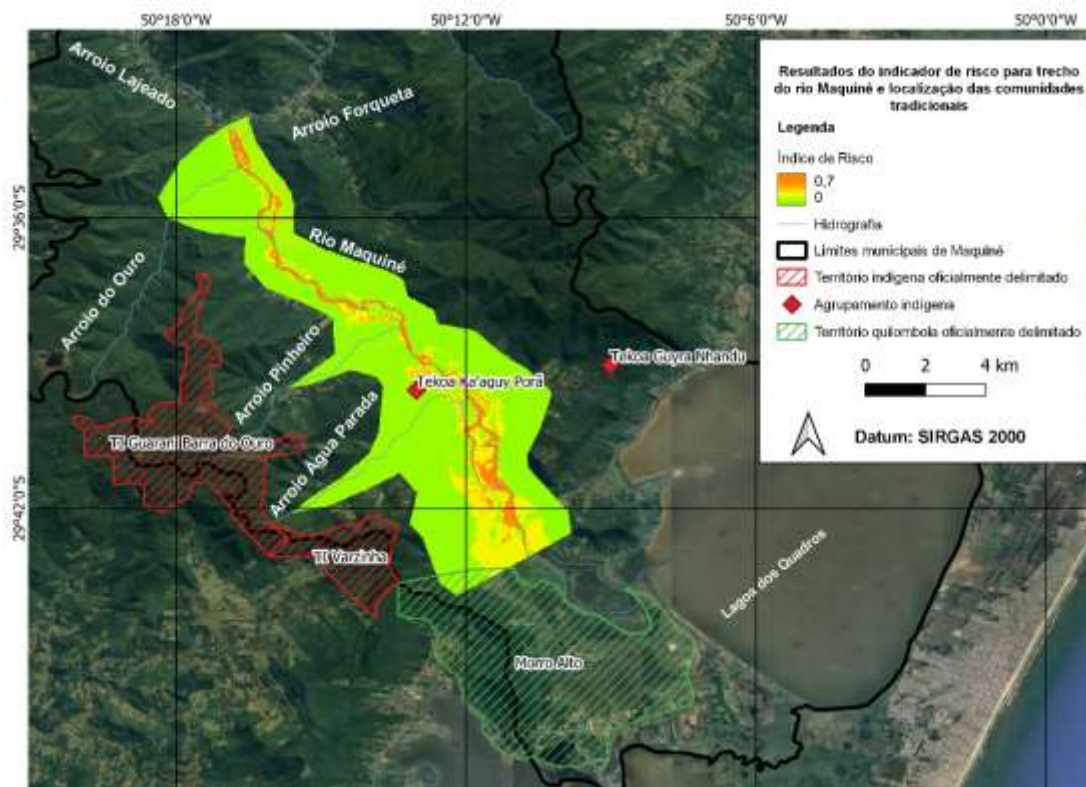 50°18'0"W
50°12'0"W
50°6'0"W
50°0'0"W
29°36'0"S
29°42'0"S
Arroio Lajeado
Arroio Forqueta
Rio Maquiné
Arroio do Ouro
Arroio Pinheiro
Arroio Água Parada
Tekoa Ka'aguy Porã
Tekoa Guyra Nhandu
TI Guarani Barra do Ouro
TI Varzinha
Morro Alto
Lagoa dos Quadros
Resultados do indicador de risco para trecho
do rio Maquiné e localização das comunidades
tradicionais
Legenda
Índice de Risco
0,7
0
Hidrografia
Limites municipais de Maquiné
Território indígena oficialmente delimitado
Agrupamento indígena
Território quilombola oficialmente delimitado
0 2 4 km
Datum: SIRGAS 2000